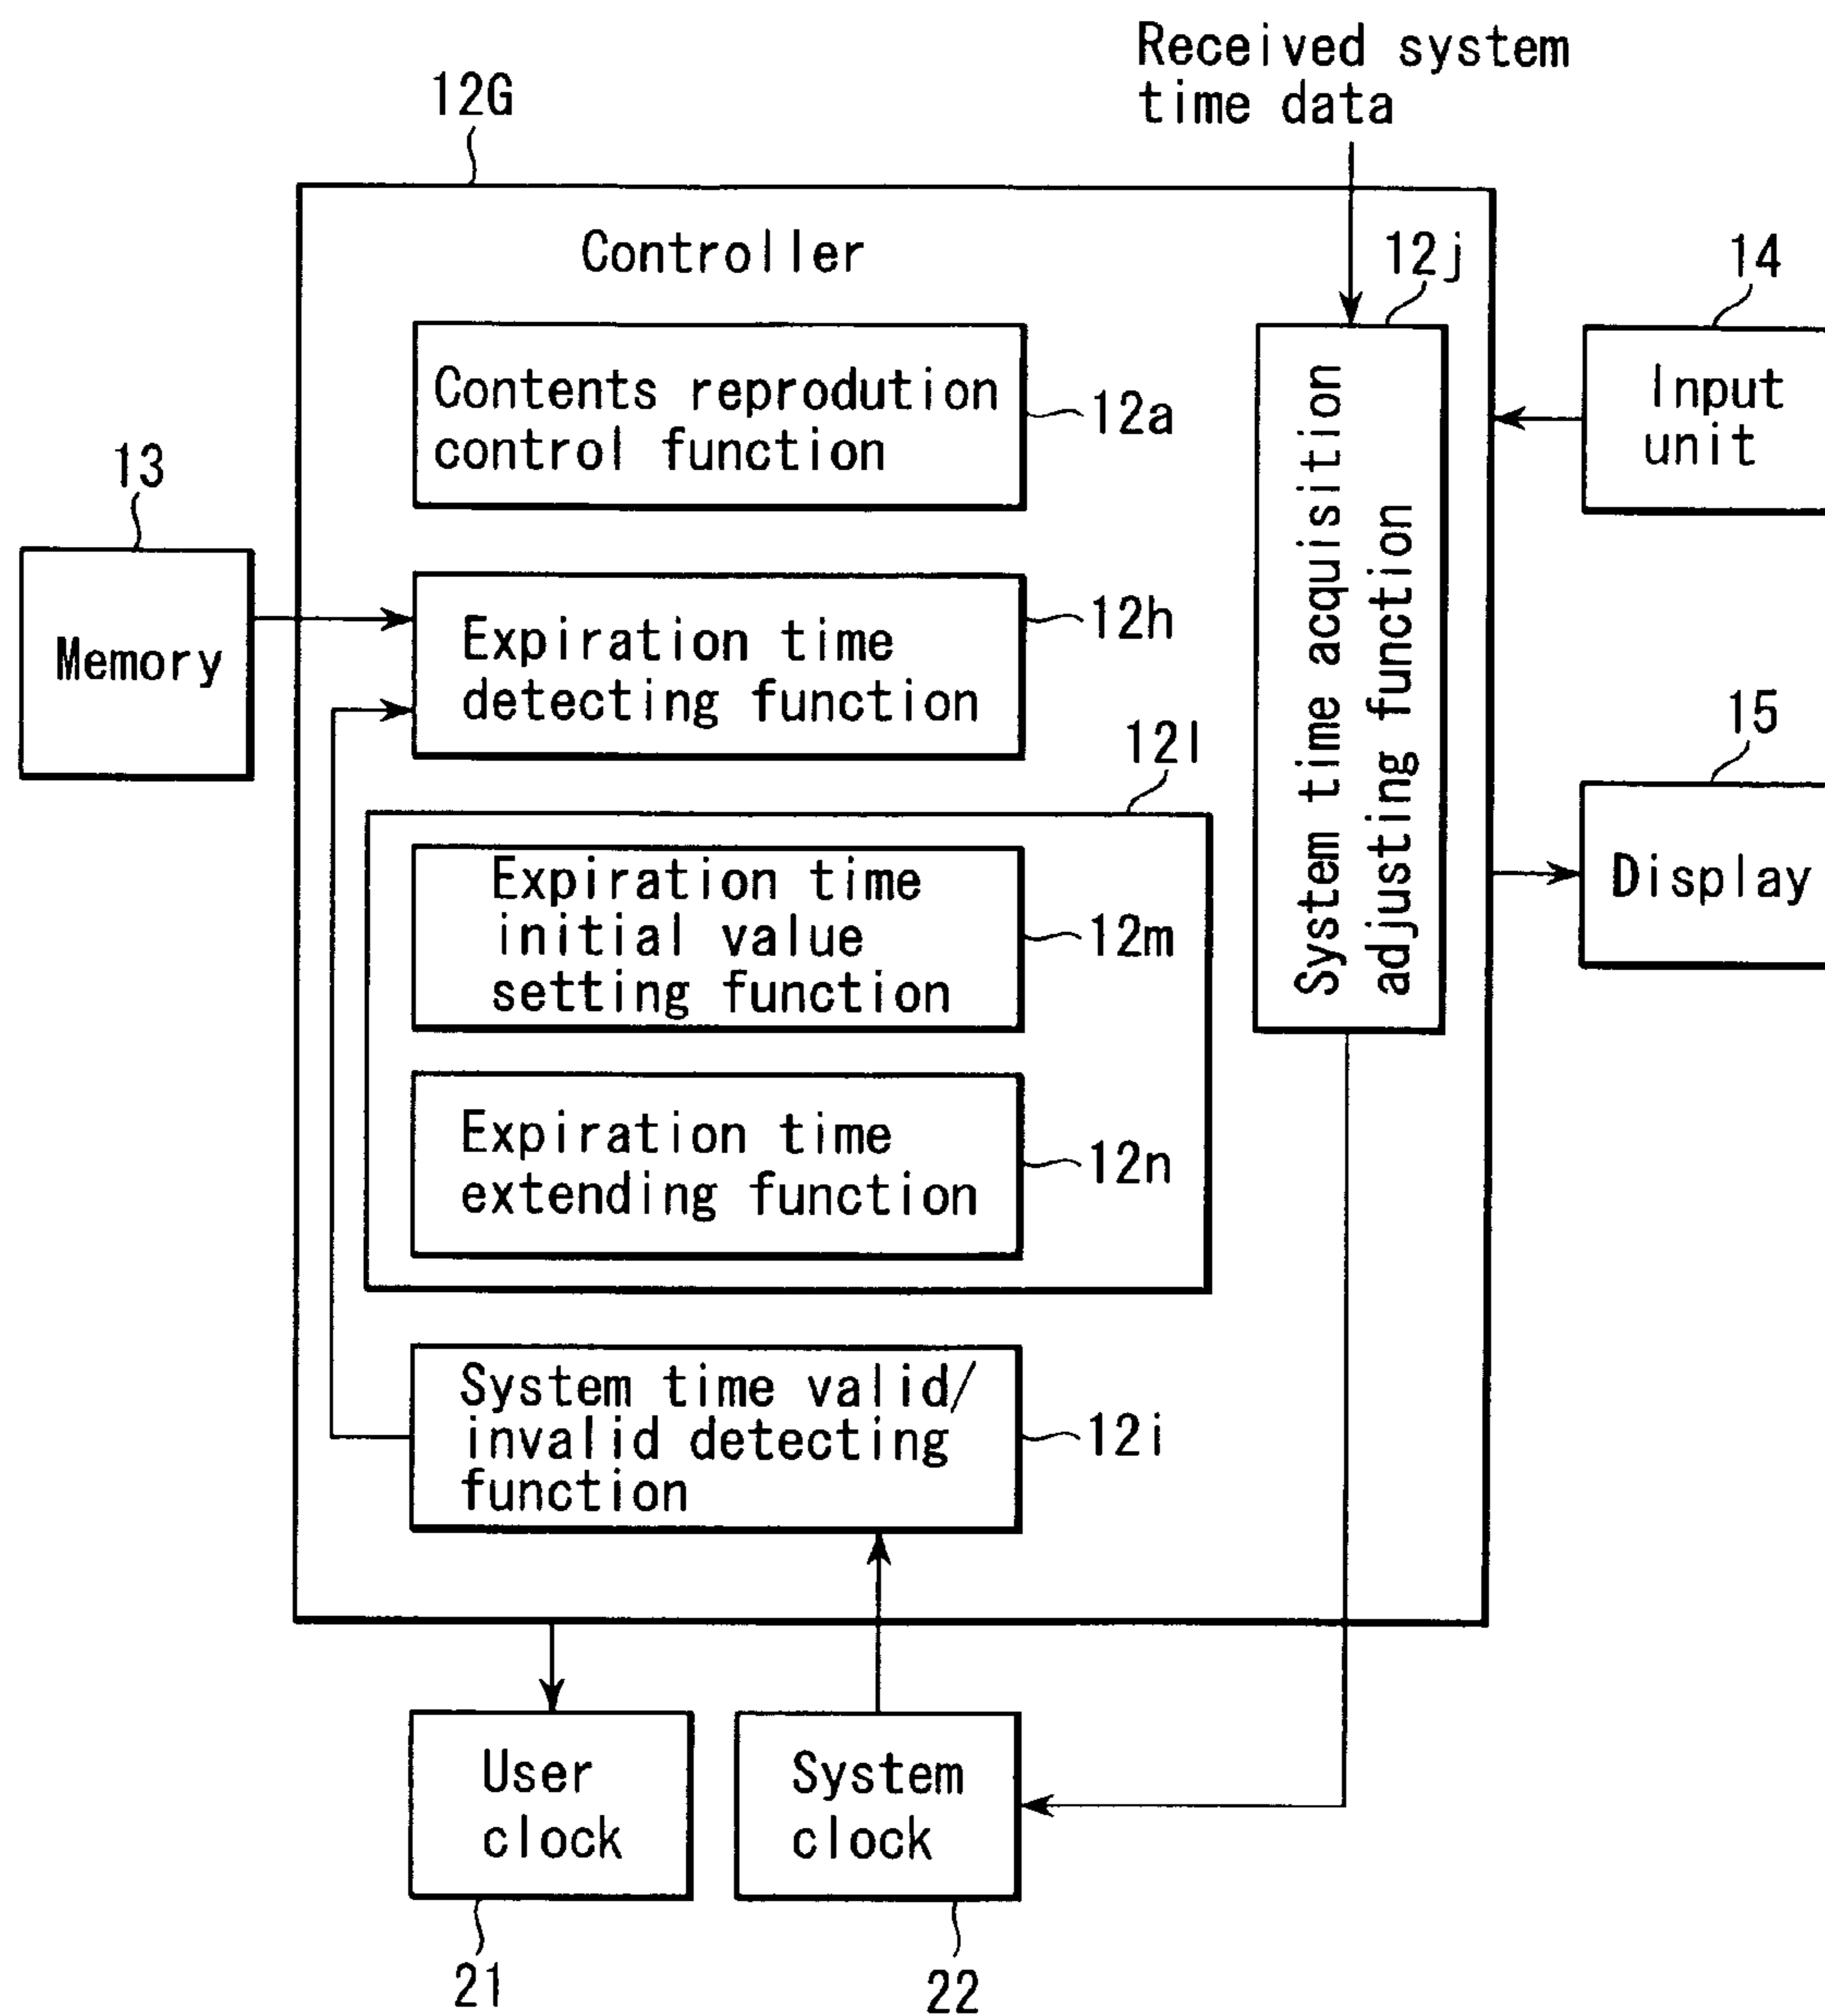 Received system
time data
12G
Controller
12j
14
Contents reprodution
control function
12a
System time acquisition
adjusting function
Input
unit
13
Memory
Expiration time
detecting function
12h
15
Display
12l
Expiration time
initial value
setting function
12m
Expiration time
extending function
12n
System time valid/
invalid detecting
function
12i
User
clock
System
clock
21
22